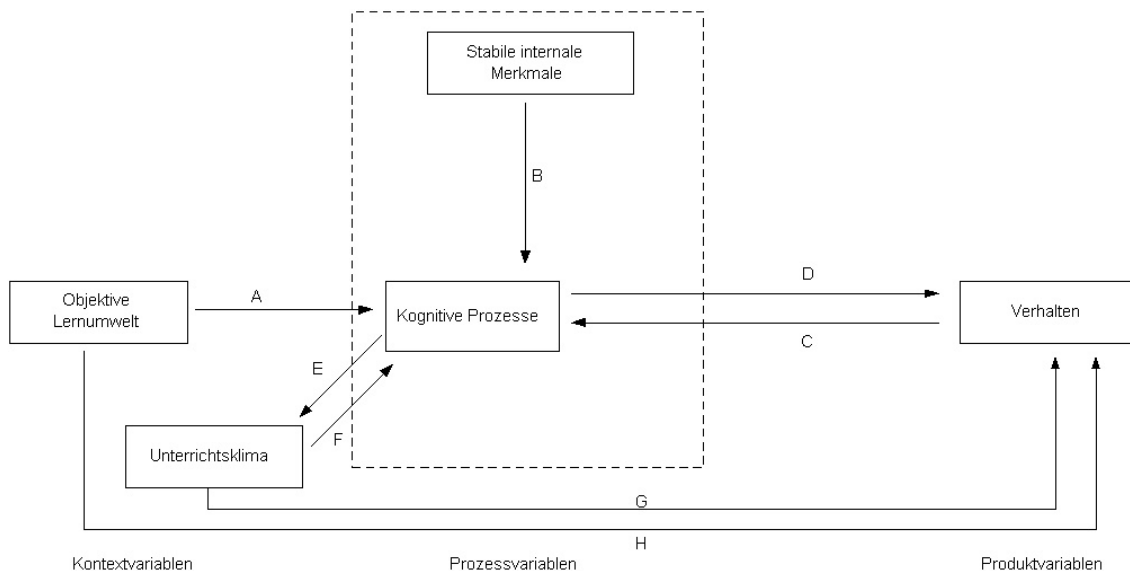 Stabile internale
Merkmale
B
Objektive
Lernumwelt
A
Kognitive Prozesse
D
C
Verhalten
E
F
Unterrichtsklima
G
H
Kontextvariablen
Prozessvariablen
Produktvariablen